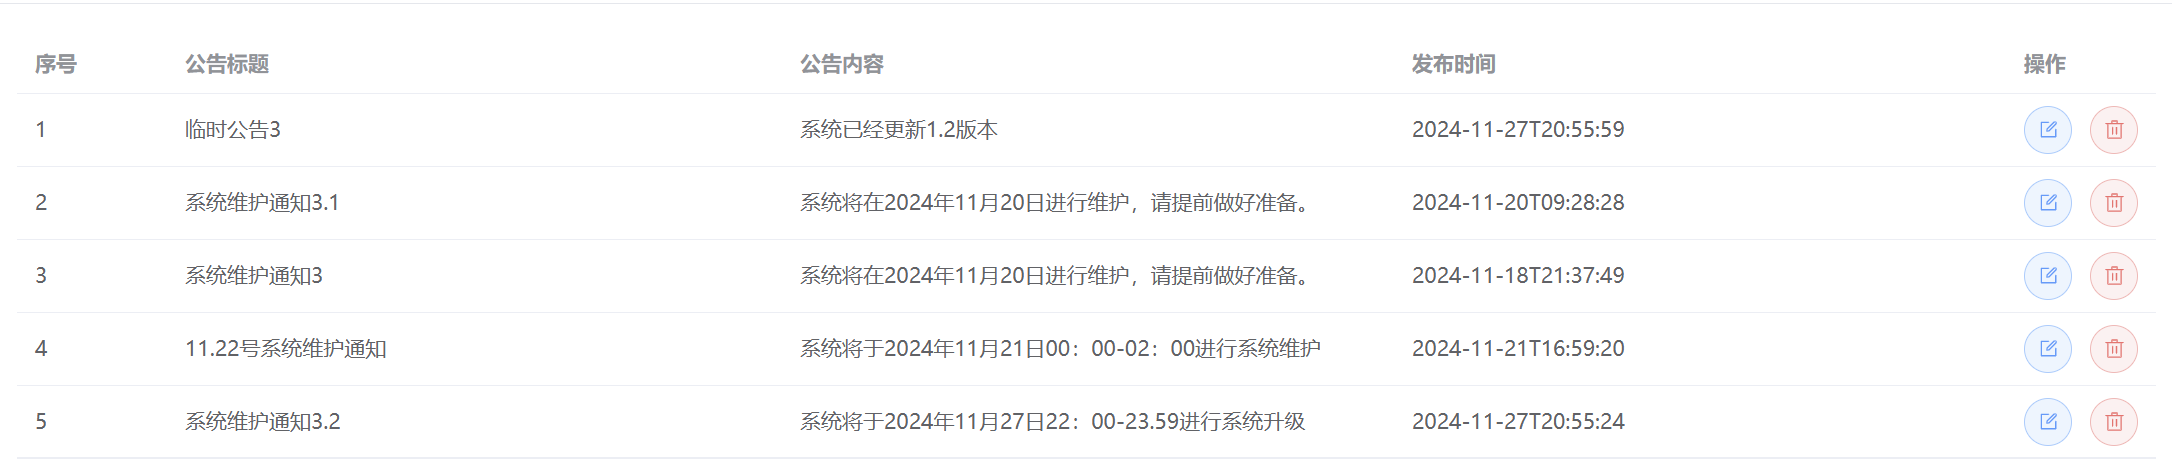 序号 公告标题 公告内容 发布时间 操作
1 临时公告3 系统已经更新1.2版本 2024-11-27T20:55:59
2 系统维护通知3.1 系统将在2024年11月20日进行维护，请提前做好准备。 2024-11-20T09:28:28
3 系统维护通知3 系统将在2024年11月20日进行维护，请提前做好准备。 2024-11-18T21:37:49
4 11.22号系统维护通知 系统将于2024年11月21日00：00-02：00进行系统维护 2024-11-21T16:59:20
5 系统维护通知3.2 系统将于2024年11月27日22：00-23.59进行系统升级 2024-11-27T20:55:24